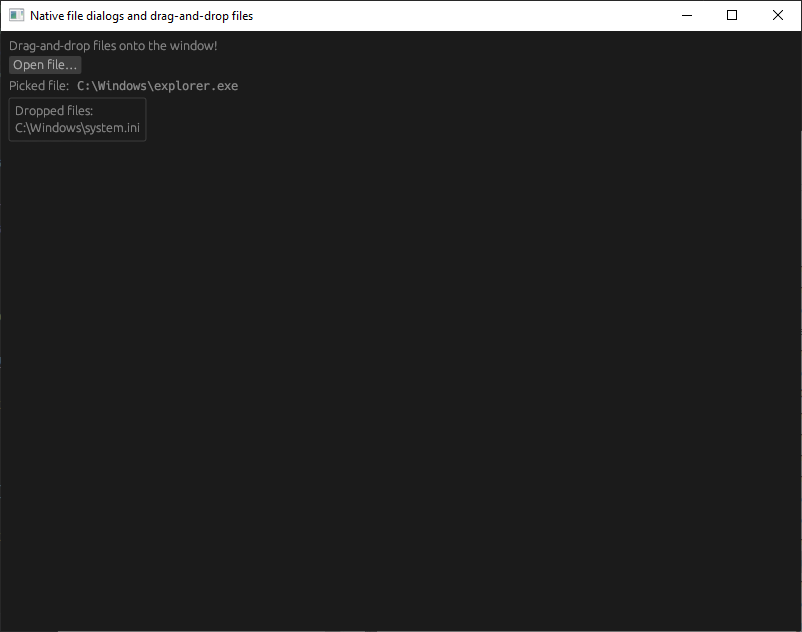 Native file dialogs and drag-and-drop files
Drag-and-drop files onto the window!
Open file…
Picked file: C:\Windows\explorer.exe
Dropped files:
C:\Windows\system.ini